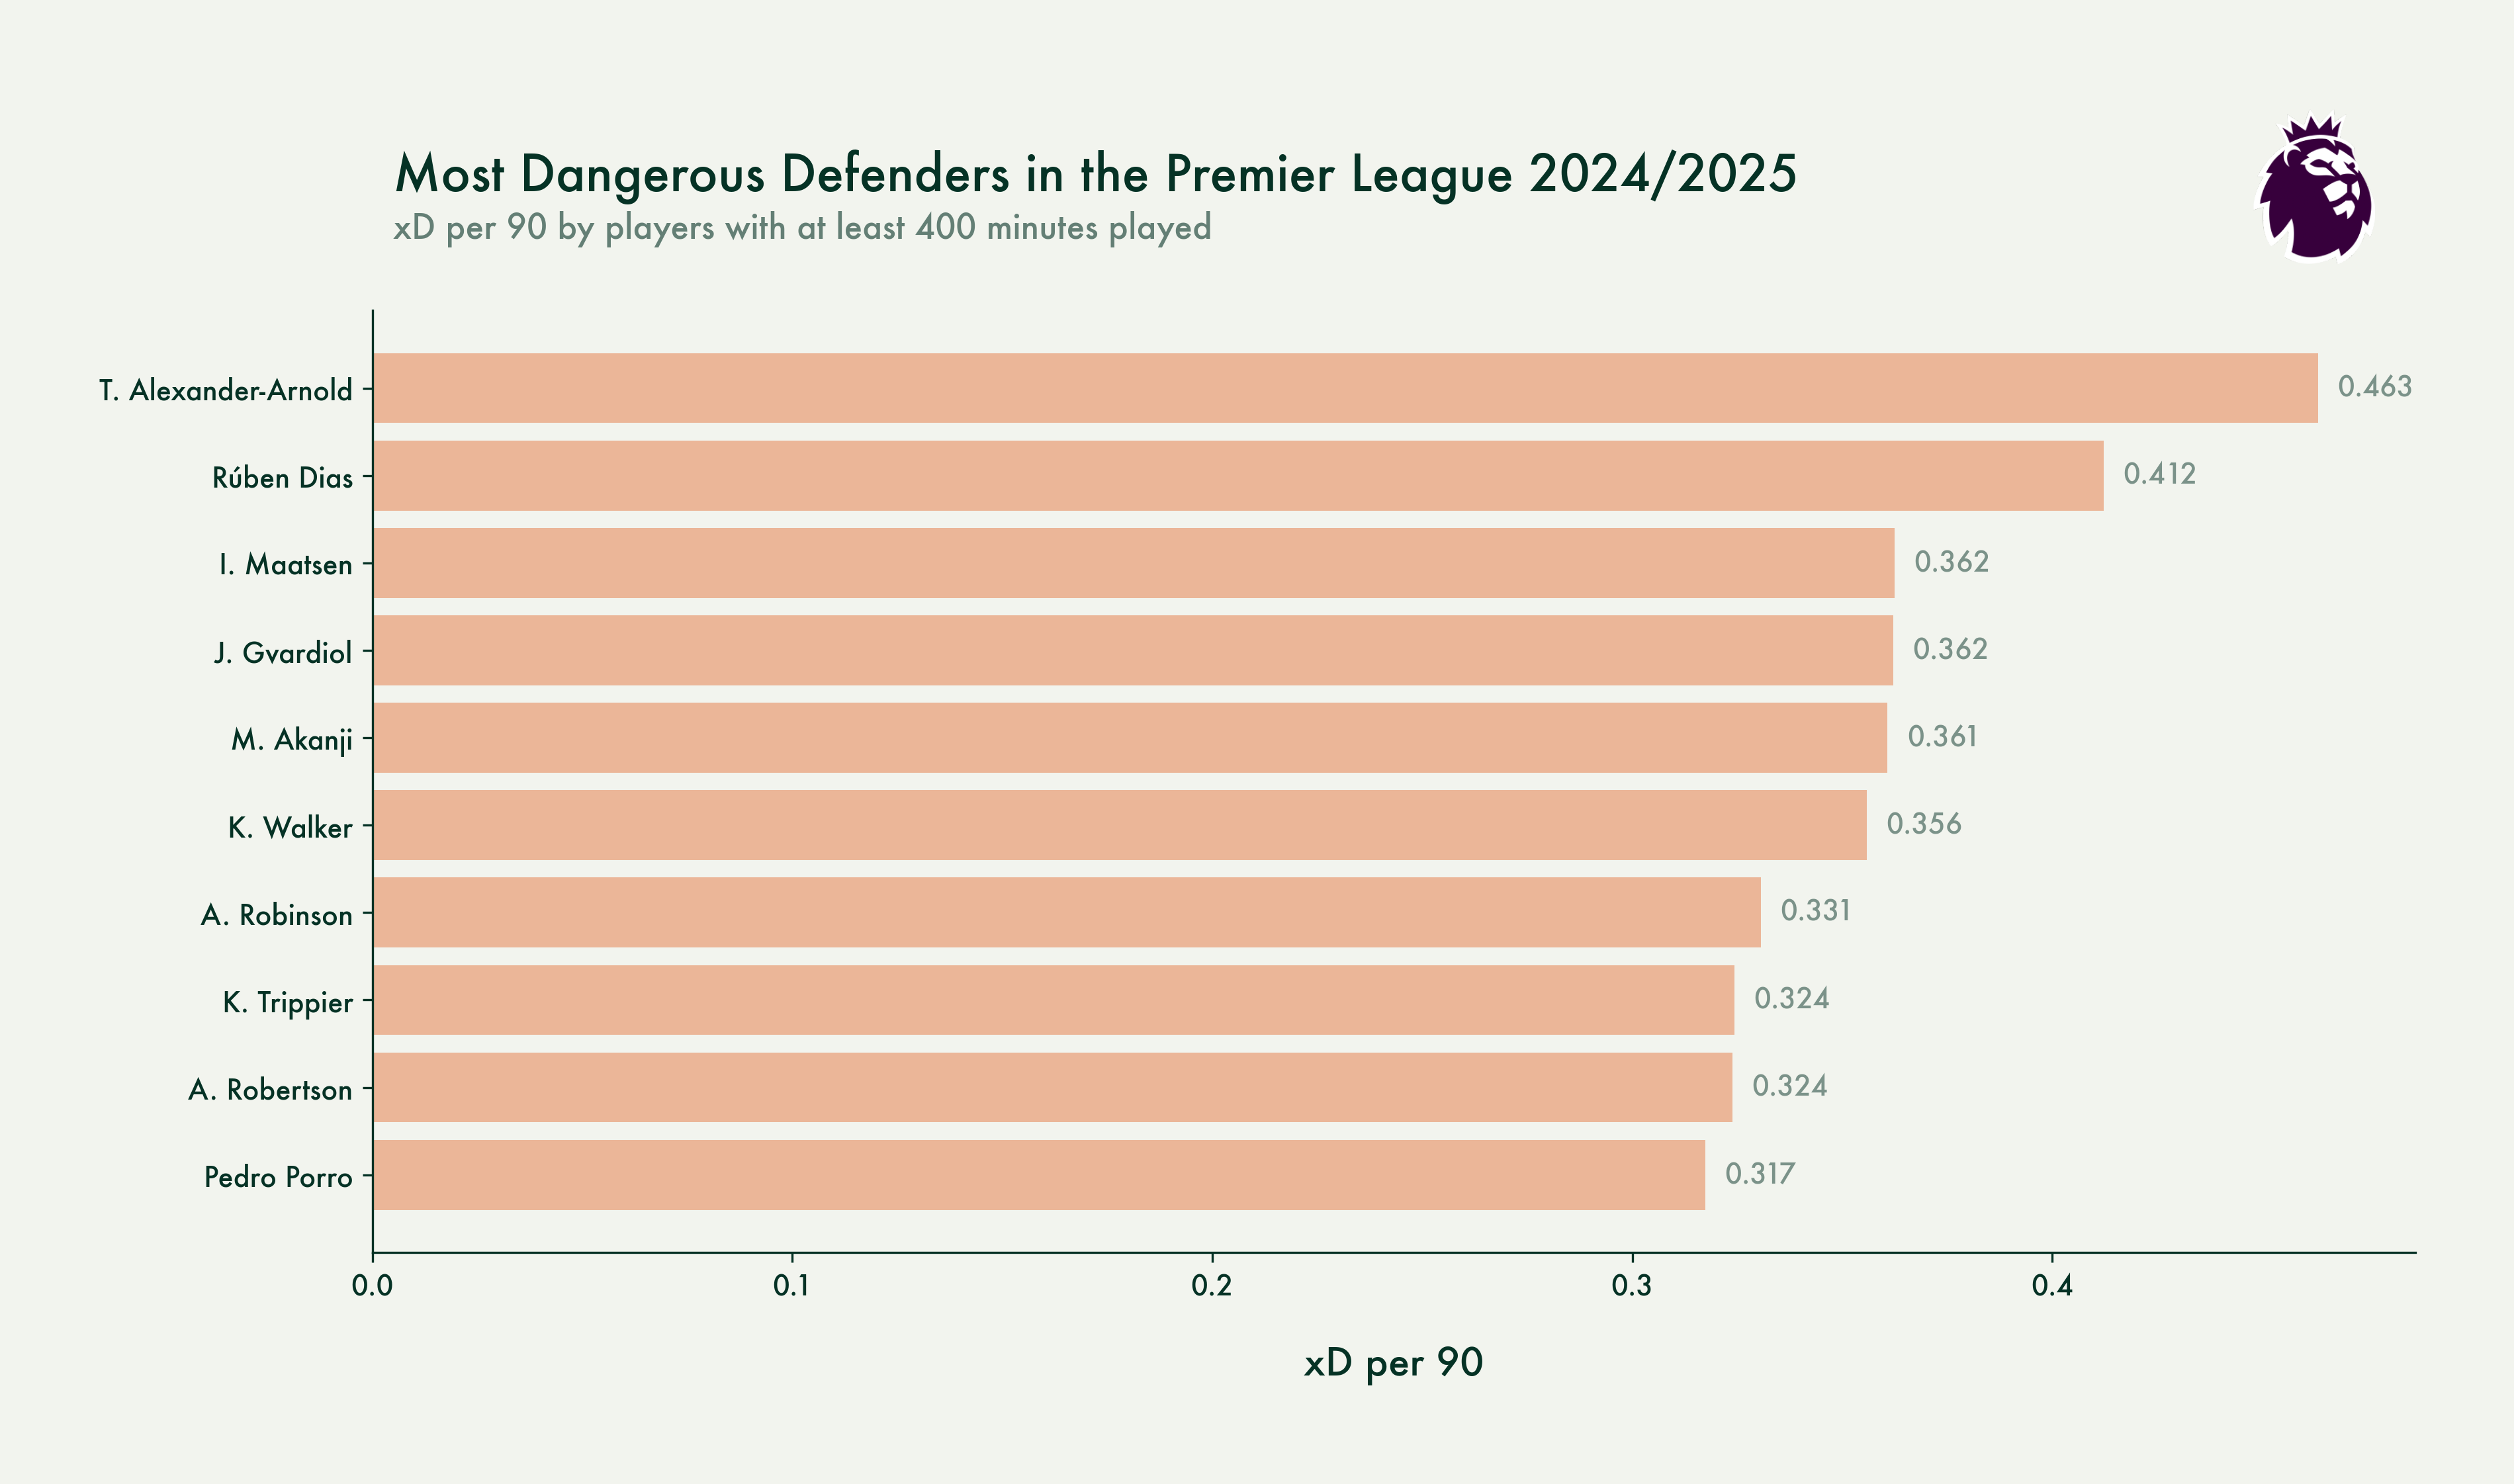 Most Dangerous Defenders in the Premier League 2024/2025
xD per 90 by players with at least 400 minutes played
T. Alexander-Arnold 0.463
Rúben Dias 0.412
I. Maatsen 0.362
J. Gvardiol 0.362
M. Akanji 0.361
K. Walker 0.356
A. Robinson 0.331
K. Trippier 0.324
A. Robertson 0.324
Pedro Porro 0.317
0.0 0.1 0.2 0.3 0.4
xD per 90